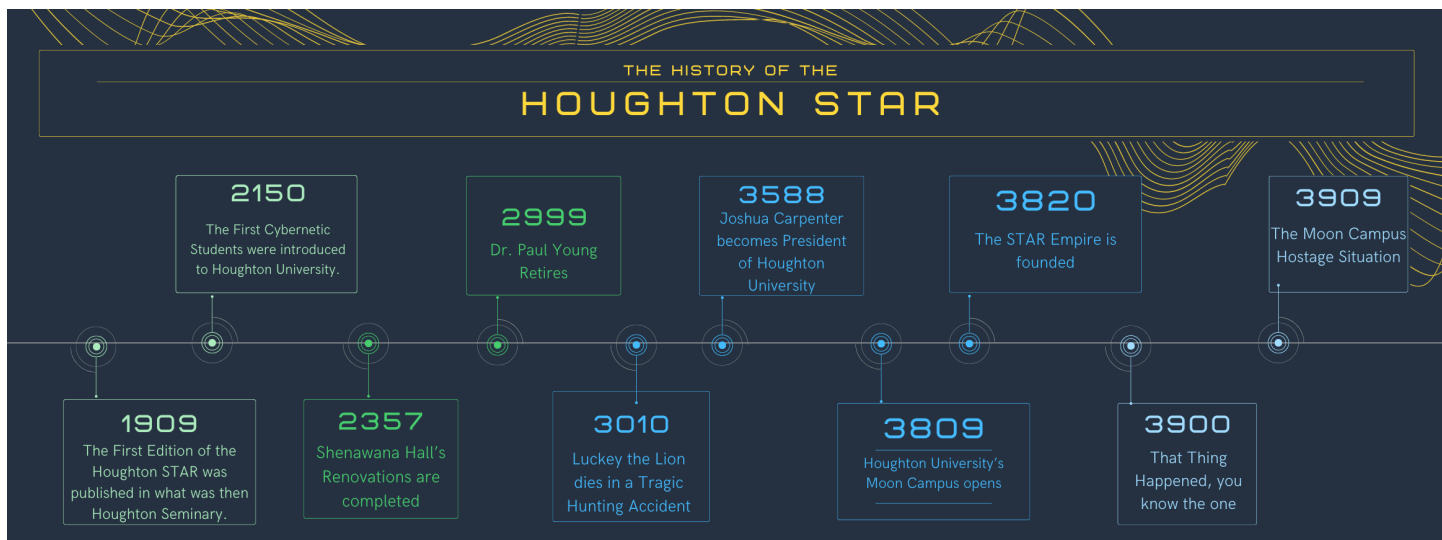 THE HISTORY OF THE
HOUGHTON STAR
1909
The First Edition of the
Houghton STAR was
published in what was then
Houghton Seminary.
2150
The First Cybernetic
Students were introduced
to Houghton University.
2357
Shenawana Hall's
Renovations are
completed
2999
Dr. Paul Young
Retires
3010
Luckey the Lion
dies in a Tragic
Hunting Accident
3588
Joshua Carpenter
becomes President
of Houghton
University
3809
Houghton University's
Moon Campus opens
3820
The STAR Empire is
founded
3900
That Thing
Happened, you
know the one
3909
The Moon Campus
Hostage Situation